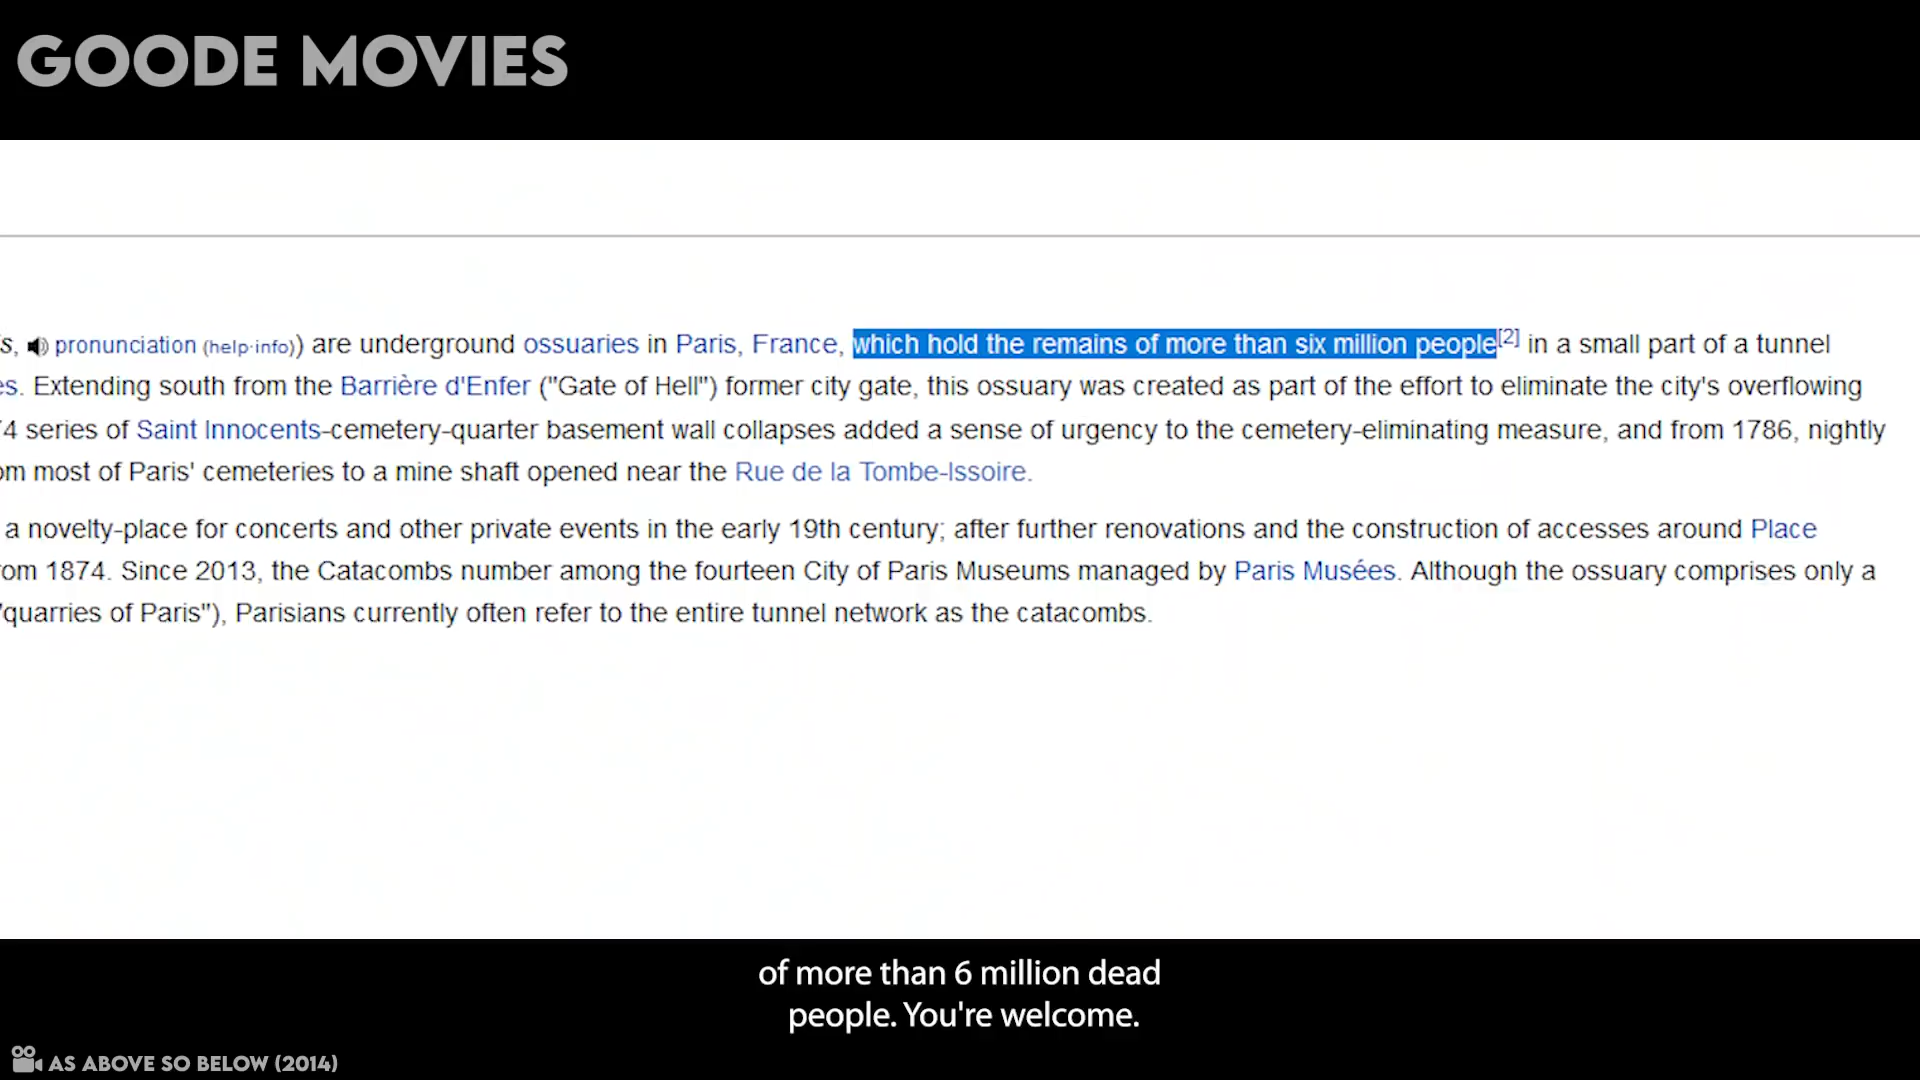 GOODE MOVIES
s, pronunciation (help·info)) are underground ossuaries in Paris, France, which hold the remains of more than six million people[2] in a small part of a tunnel
es. Extending south from the Barrière d'Enfer ("Gate of Hell") former city gate, this ossuary was created as part of the effort to eliminate the city's overflowing
74 series of Saint Innocents-cemetery-quarter basement wall collapses added a sense of urgency to the cemetery-eliminating measure, and from 1786, nightly
om most of Paris' cemeteries to a mine shaft opened near the Rue de la Tombe-Issoire.
a novelty-place for concerts and other private events in the early 19th century; after further renovations and the construction of accesses around Place
rom 1874. Since 2013, the Catacombs number among the fourteen City of Paris Museums managed by Paris Musées. Although the ossuary comprises only a
"quarries of Paris"), Parisians currently often refer to the entire tunnel network as the catacombs.
of more than 6 million dead
people. You're welcome.
AS ABOVE SO BELOW (2014)